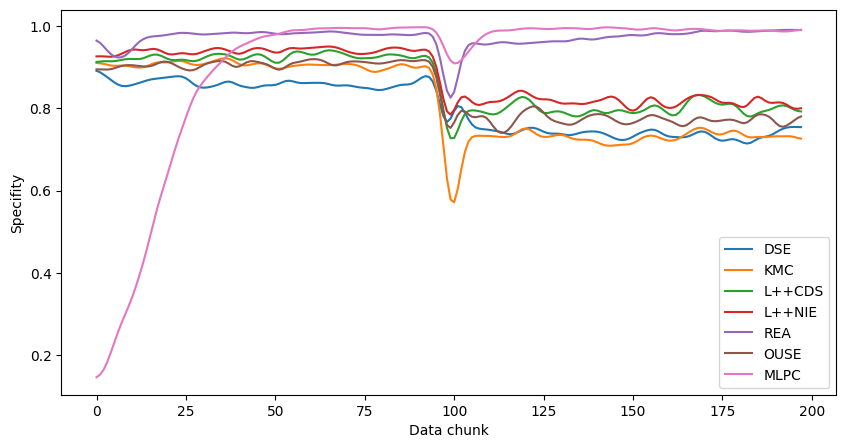 1.0
0.8
0.6
0.4
0.2
Specifity
0
25
50
75
100
125
150
175
200
Data chunk
DSE
KMC
L++CDS
L++NIE
REA
OUSE
MLPC